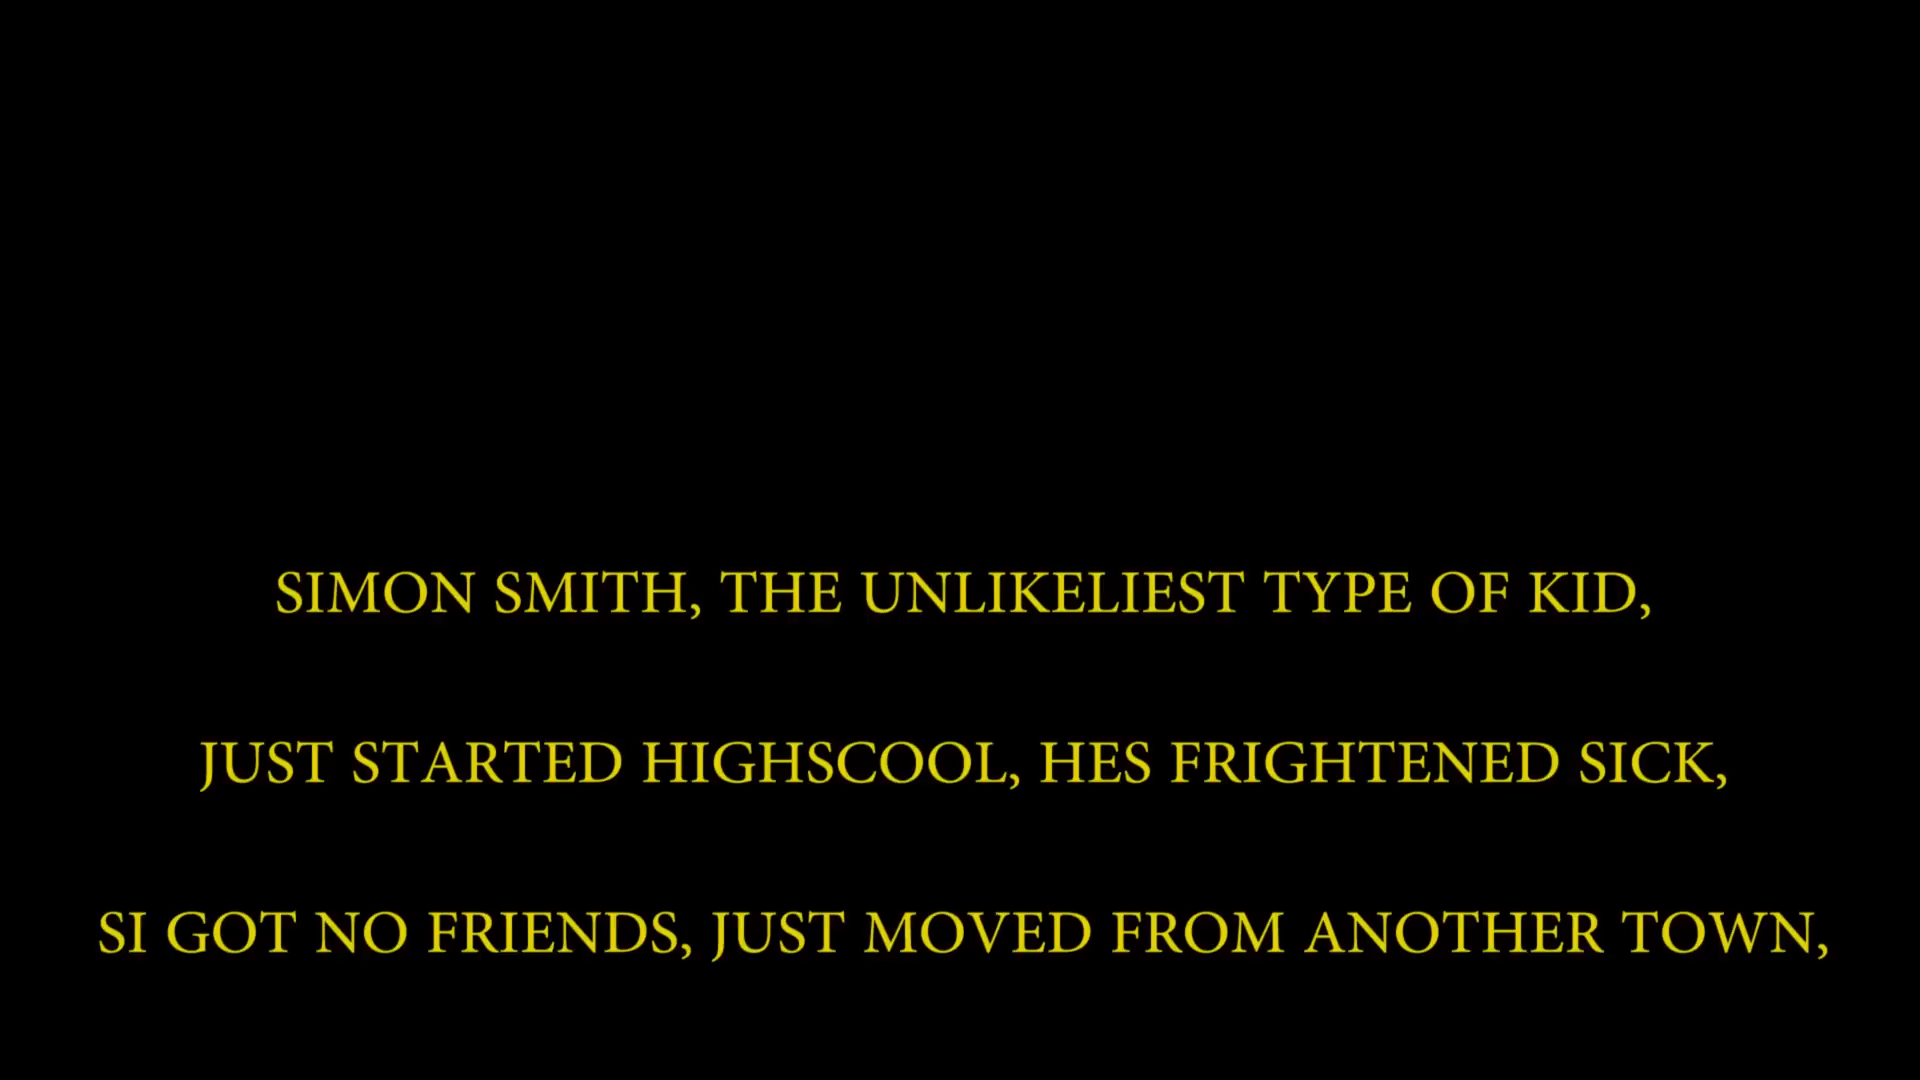 SIMON SMITH, THE UNLIKELIEST TYPE OF KID,
JUST STARTED HIGHSCOOL, HES FRIGHTENED SICK,
SI GOT NO FRIENDS, JUST MOVED FROM ANOTHER TOWN,